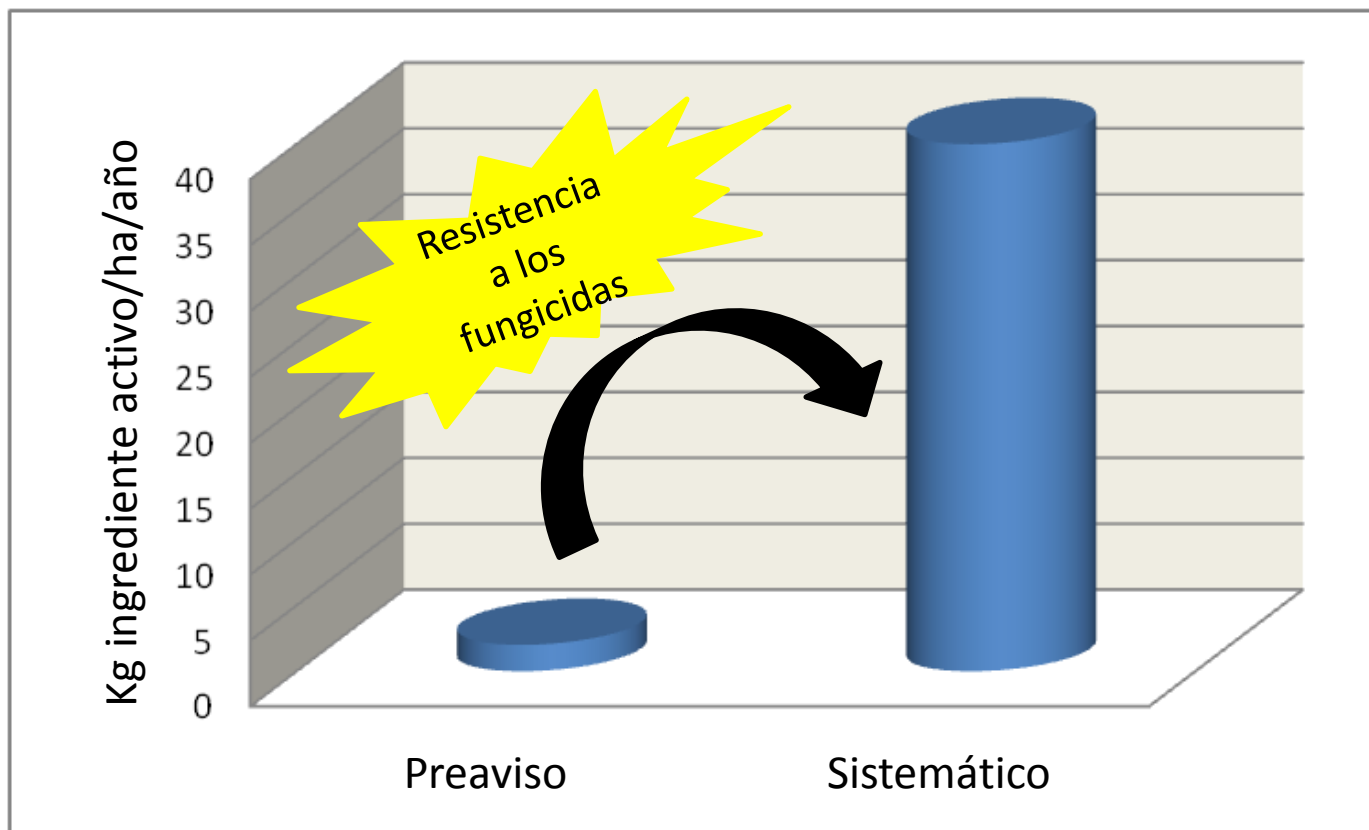 Kg ingrediente activo/ha/año
40
35
30
25
20
15
10
5
0
Resistencia
a los
fungicidas
Preaviso
Sistemático